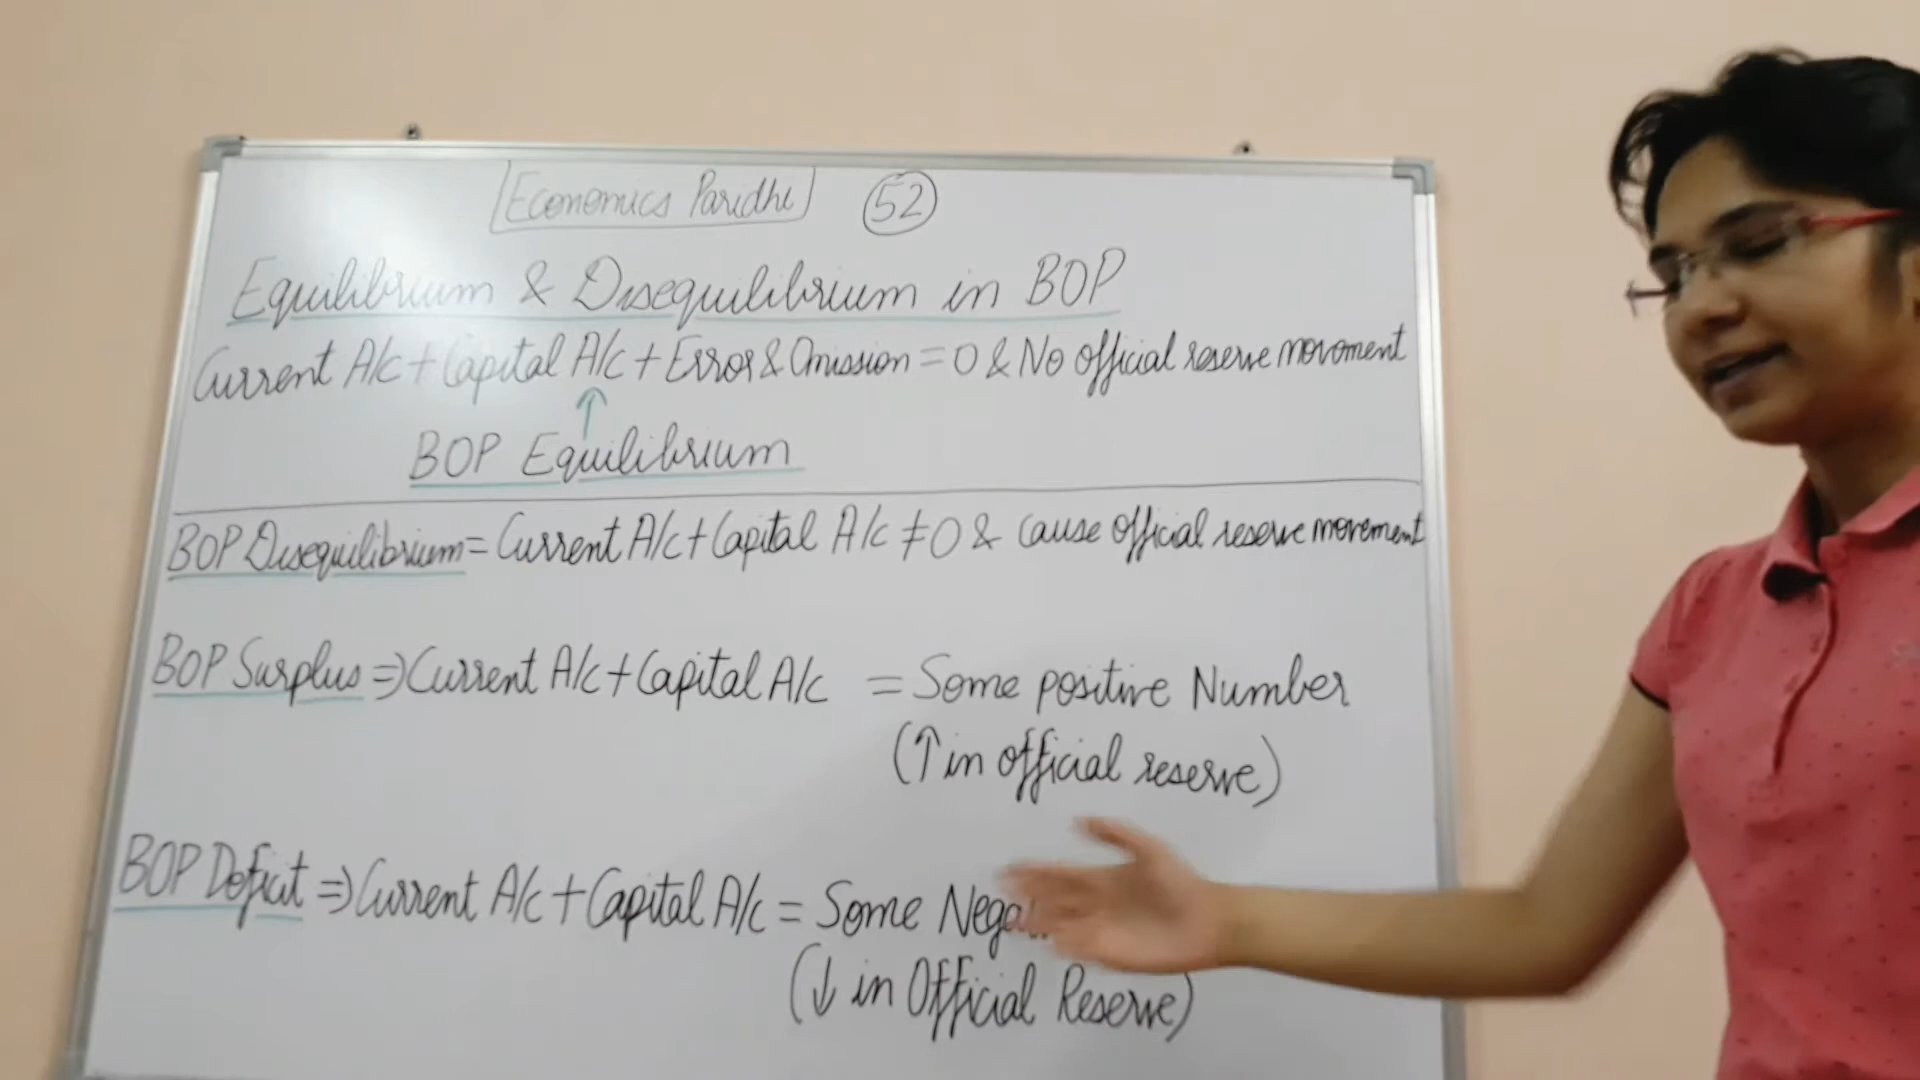 Economics Paridhi 52
Equilibrium & Disequilibrium in BOP
Current A/c + Capital A/c + Error & Omission = 0 & No official reserve movement
↑
BOP Equilibrium
BOP Disequilibrium = Current A/c + Capital A/c ≠ 0 & cause official reserve movement
BOP Surplus ⇒ Current A/c + Capital A/c = Some positive Number
(↑ in official reserve)
BOP Deficit ⇒ Current A/c + Capital A/c = Some
(↓ in Official Reserve)